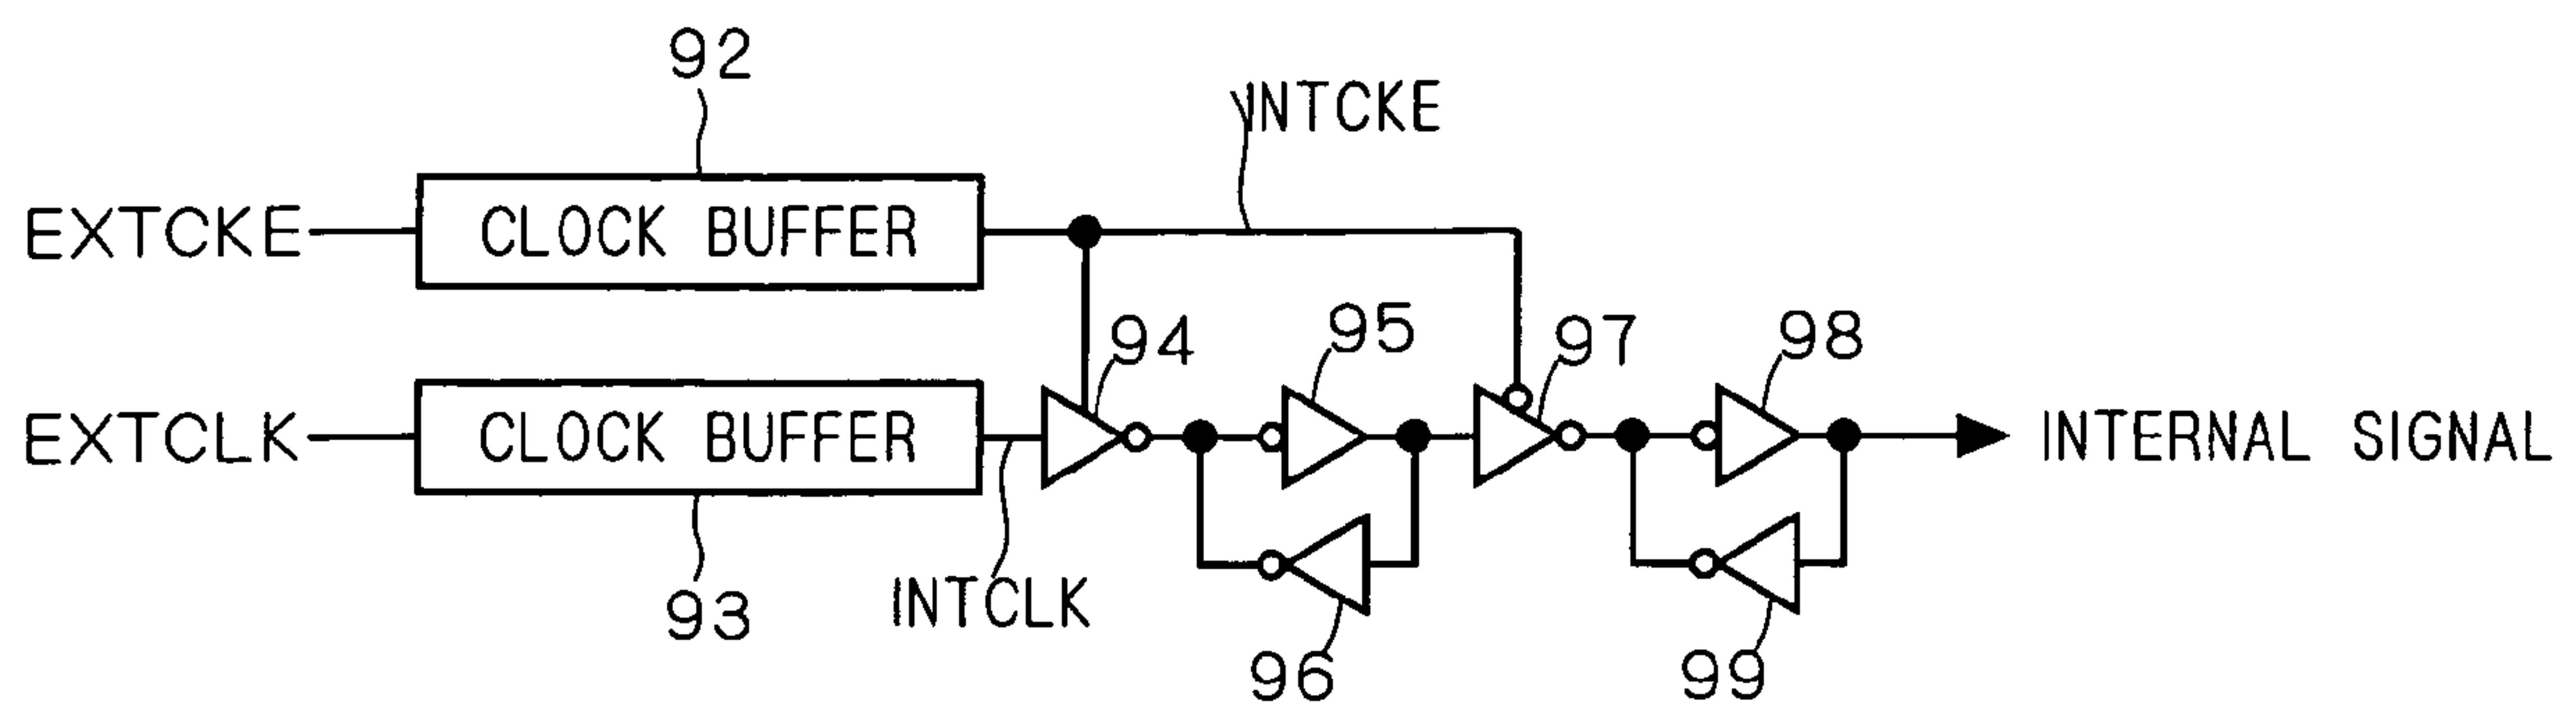 92
INTCKE
EXTCKE
CLOCK BUFFER
94
95
97
98
EXTCLK
CLOCK BUFFER
INTERNAL SIGNAL
INTCLK
93
96
99